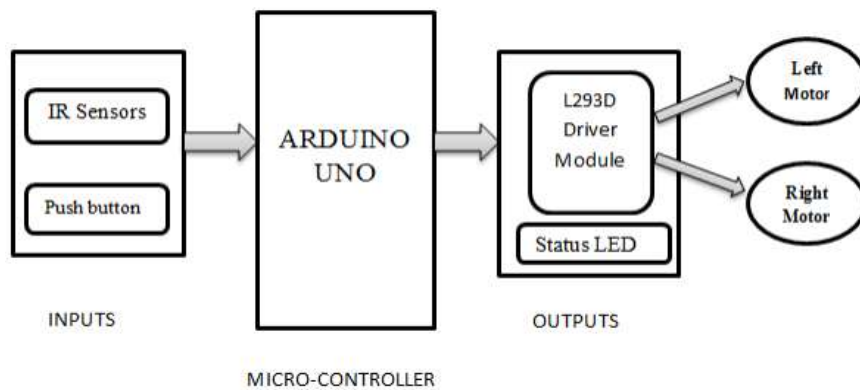 IR Sensors
Push button
INPUTS
ARDUINO
UNO
MICRO-CONTROLLER
L293D
Driver
Module
Status LED
OUTPUTS
Left
Motor
Right
Motor